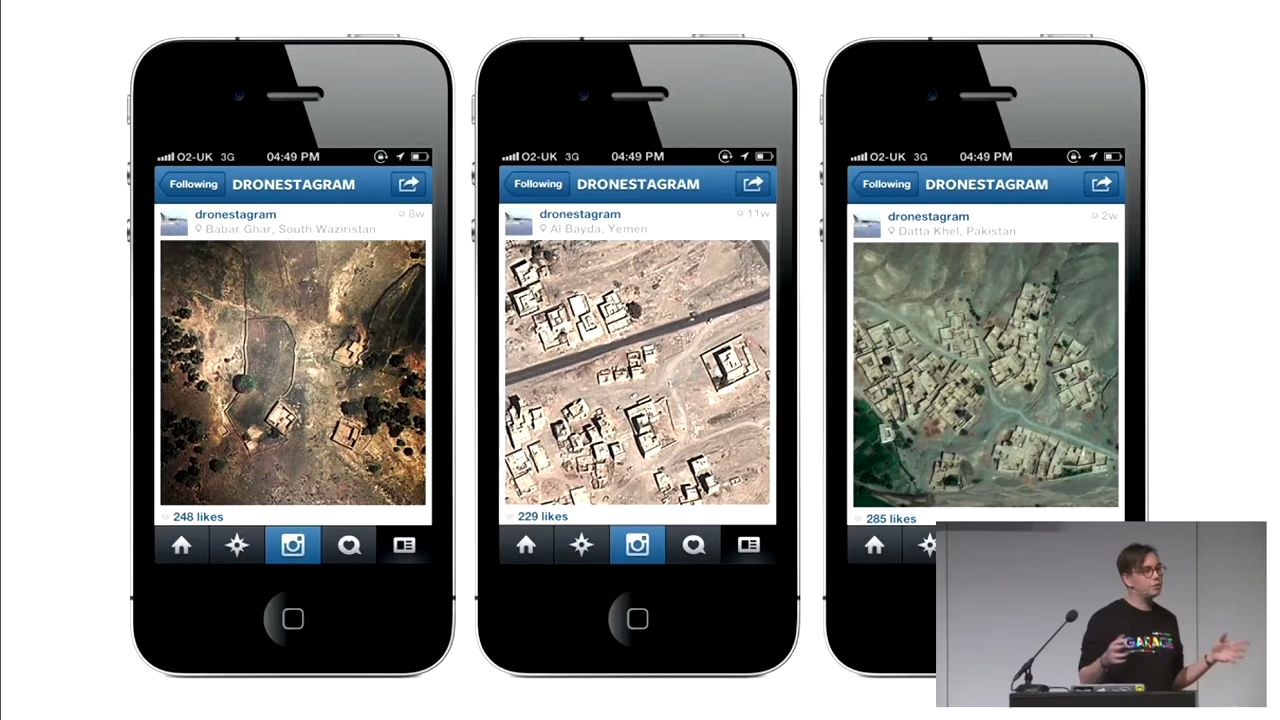 O2-UK 3G 04:49 PM
Following DRONESTAGRAM
dronestagram 8w
Babar Ghar, South Waziristan
248 likes
O2-UK 3G 04:49 PM
Following DRONESTAGRAM
dronestagram 11w
Al Bayda, Yemen
229 likes
O2-UK 3G 04:49 PM
Following DRONESTAGRAM
dronestagram 2w
Datta Khel, Pakistan
285 likes
GARAGE